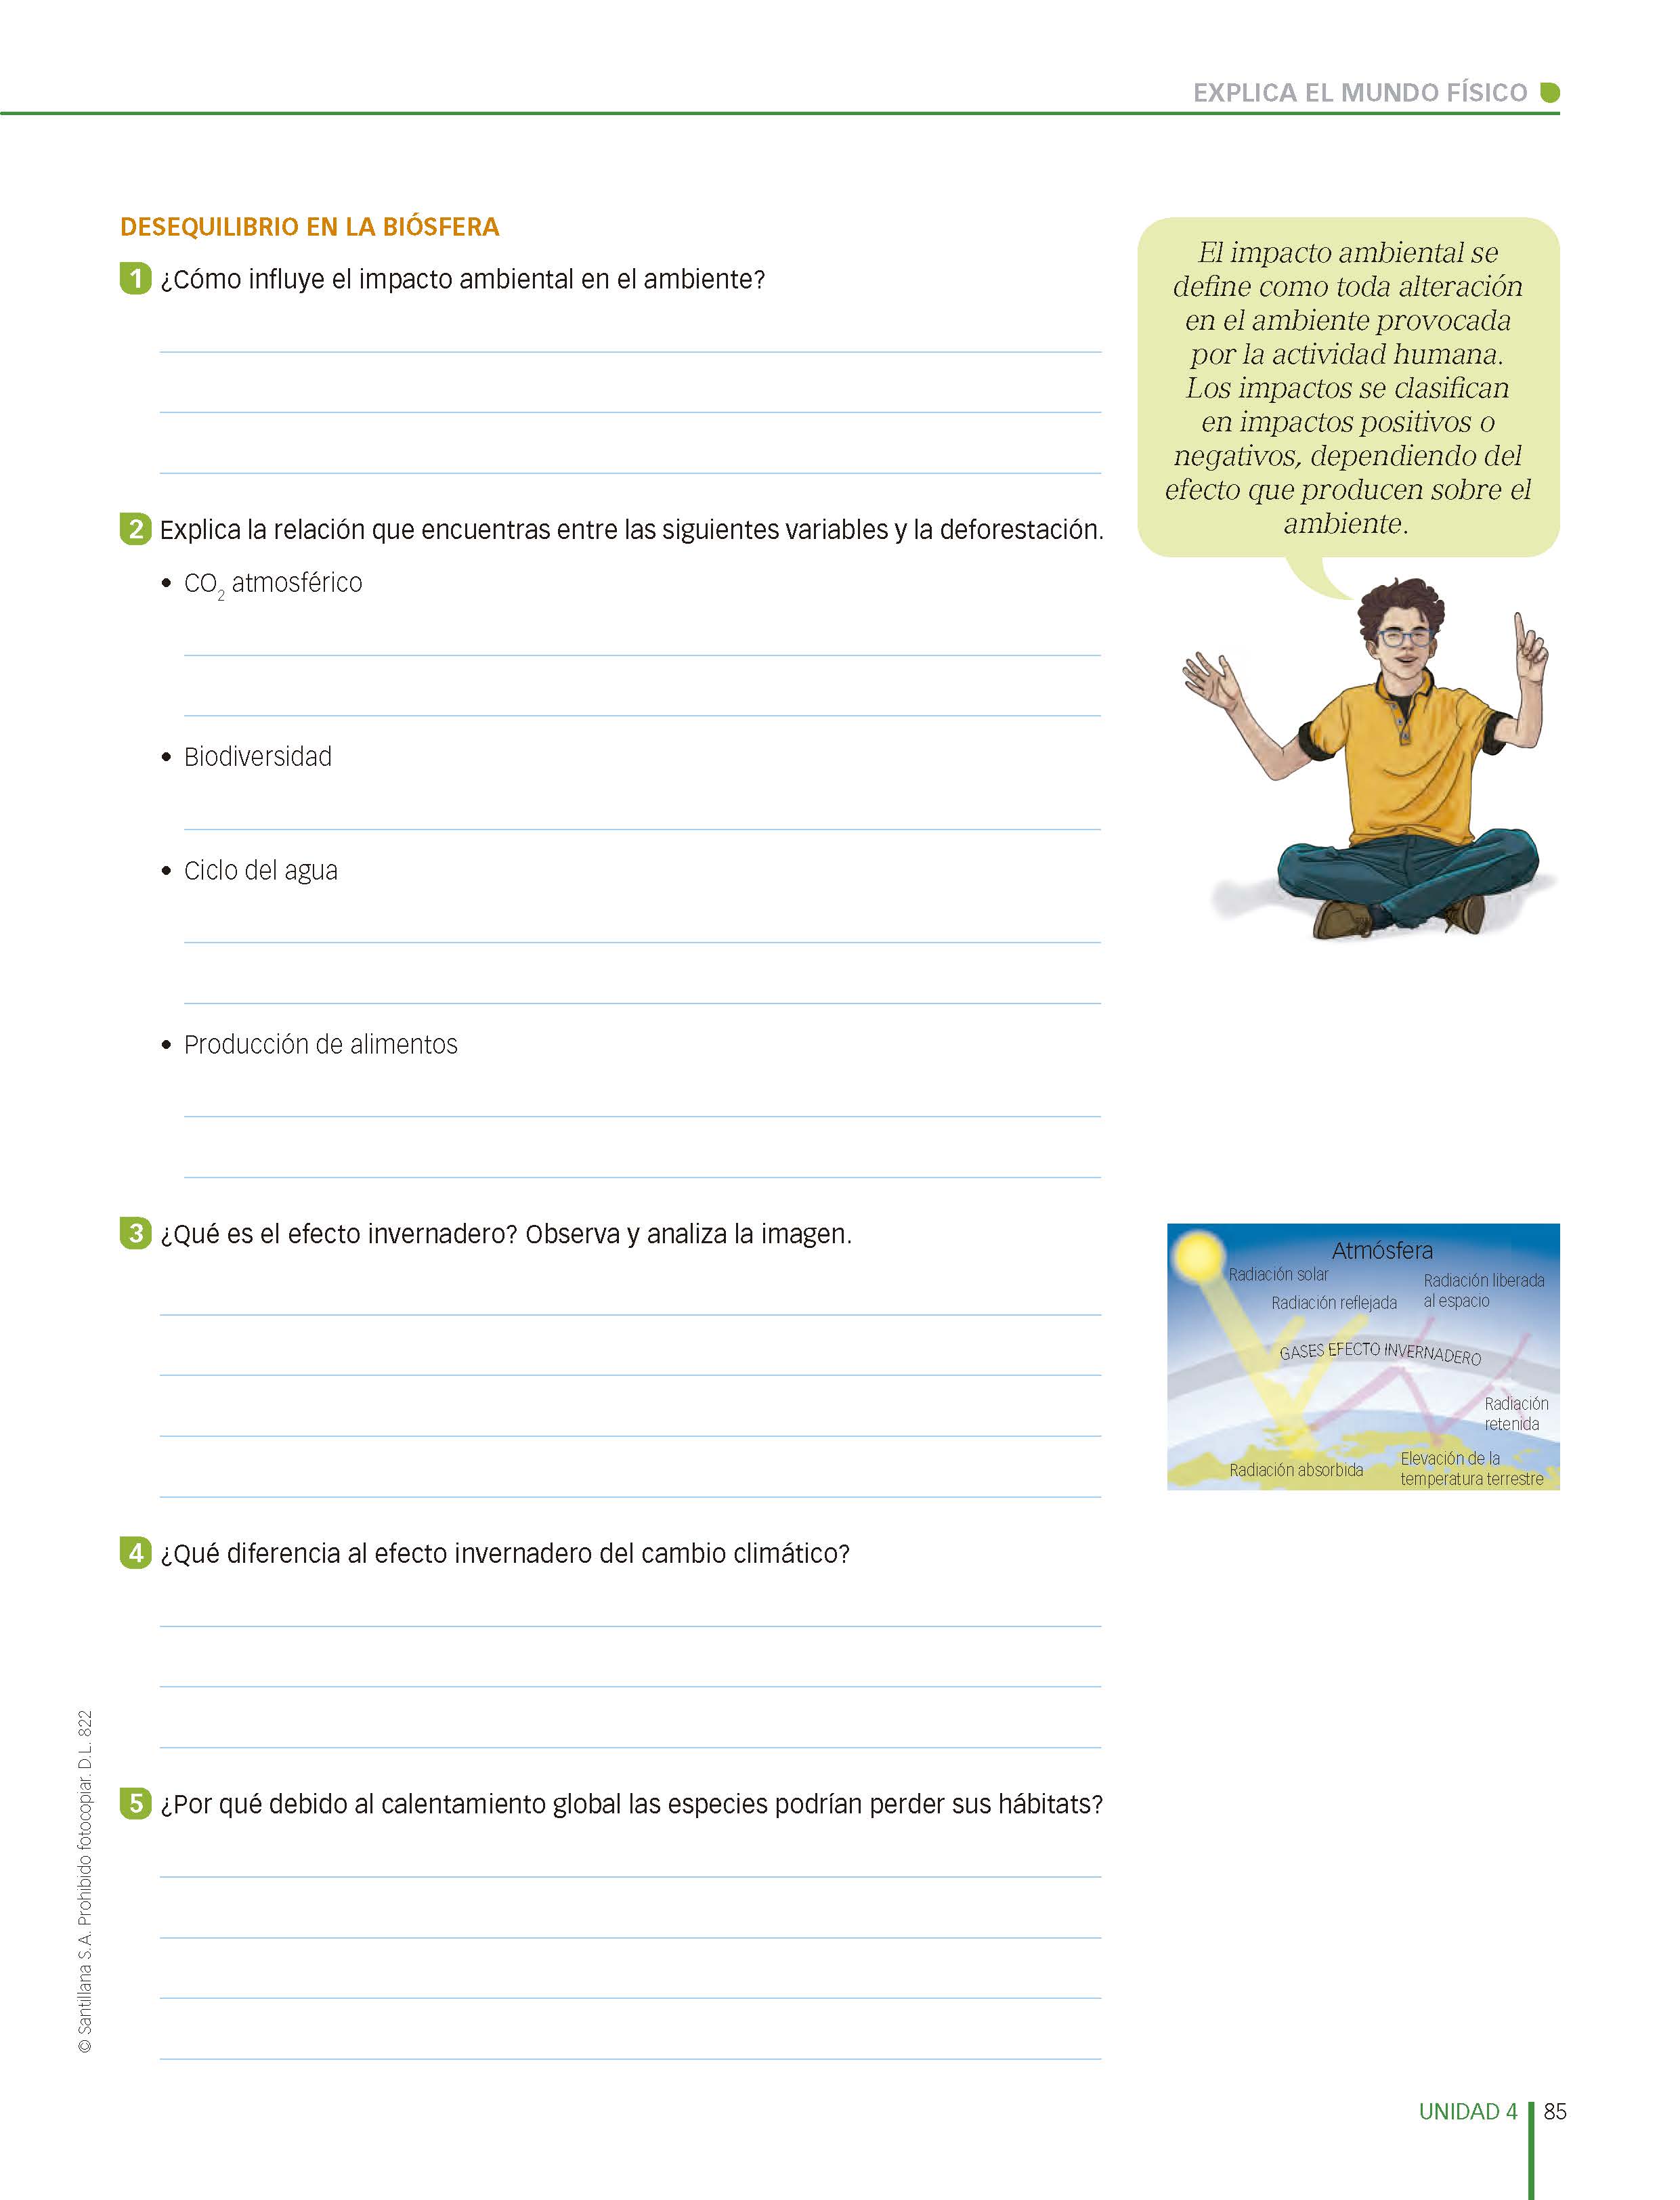 EXPLICA EL MUNDO FÍSICO
DESEQUILIBRIO EN LA BIÓSFERA
1 ¿Cómo influye el impacto ambiental en el ambiente?
El impacto ambiental se
define como toda alteración
en el ambiente provocada
por la actividad humana.
Los impactos se clasifican
en impactos positivos o
negativos, dependiendo del
efecto que producen sobre el
ambiente.
2 Explica la relación que encuentras entre las siguientes variables y la deforestación.
• CO2 atmosférico
• Biodiversidad
• Ciclo del agua
• Producción de alimentos
3 ¿Qué es el efecto invernadero? Observa y analiza la imagen.
Atmósfera
Radiación solar
Radiación reflejada
Radiación liberada
al espacio
GASES EFECTO INVERNADERO
Radiación
retenida
Radiación absorbida
Elevación de la
temperatura terrestre
4 ¿Qué diferencia al efecto invernadero del cambio climático?
5 ¿Por qué debido al calentamiento global las especies podrían perder sus hábitats?
© Santillana S.A. Prohibido fotocopiar. D.L. 822
UNIDAD 4 85